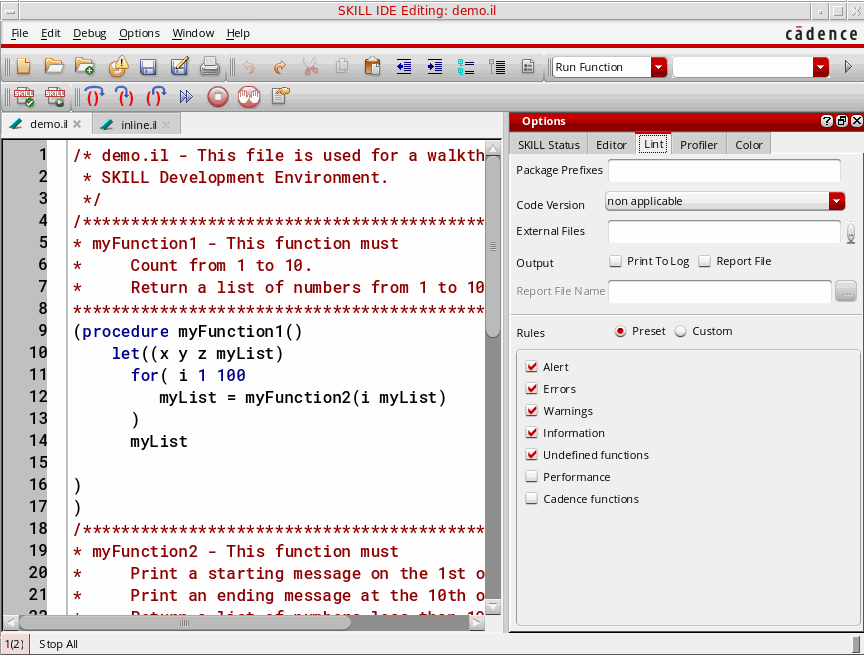 SKILL IDE Editing: demo.il
File Edit Debug Options Window Help
cādence
Run Function
SKILL SKILL
demo.il inline.il
1 /* demo.il - This file is used for a walkth
2 * SKILL Development Environment.
3 */
4 /******************************************
5 * myFunction1 - This function must
6 * Count from 1 to 10.
7 * Return a list of numbers from 1 to 10
8 *******************************************
9 (procedure myFunction1()
10 let((x y z myList)
11 for( i 1 100
12 myList = myFunction2(i myList)
13 )
14 myList
15
16 )
17 )
18 /******************************************
19 * myFunction2 - This function must
20 * Print a starting message on the 1st o
21 * Print an ending message at the 10th o
22 * Return a list of numbers less than 10
1(2) Stop All
Options
SKILL Status Editor Lint Profiler Color
Package Prefixes
Code Version non applicable
External Files
Output Print To Log Report File
Report File Name ...
Rules Preset Custom
Alert
Errors
Warnings
Information
Undefined functions
Performance
Cadence functions